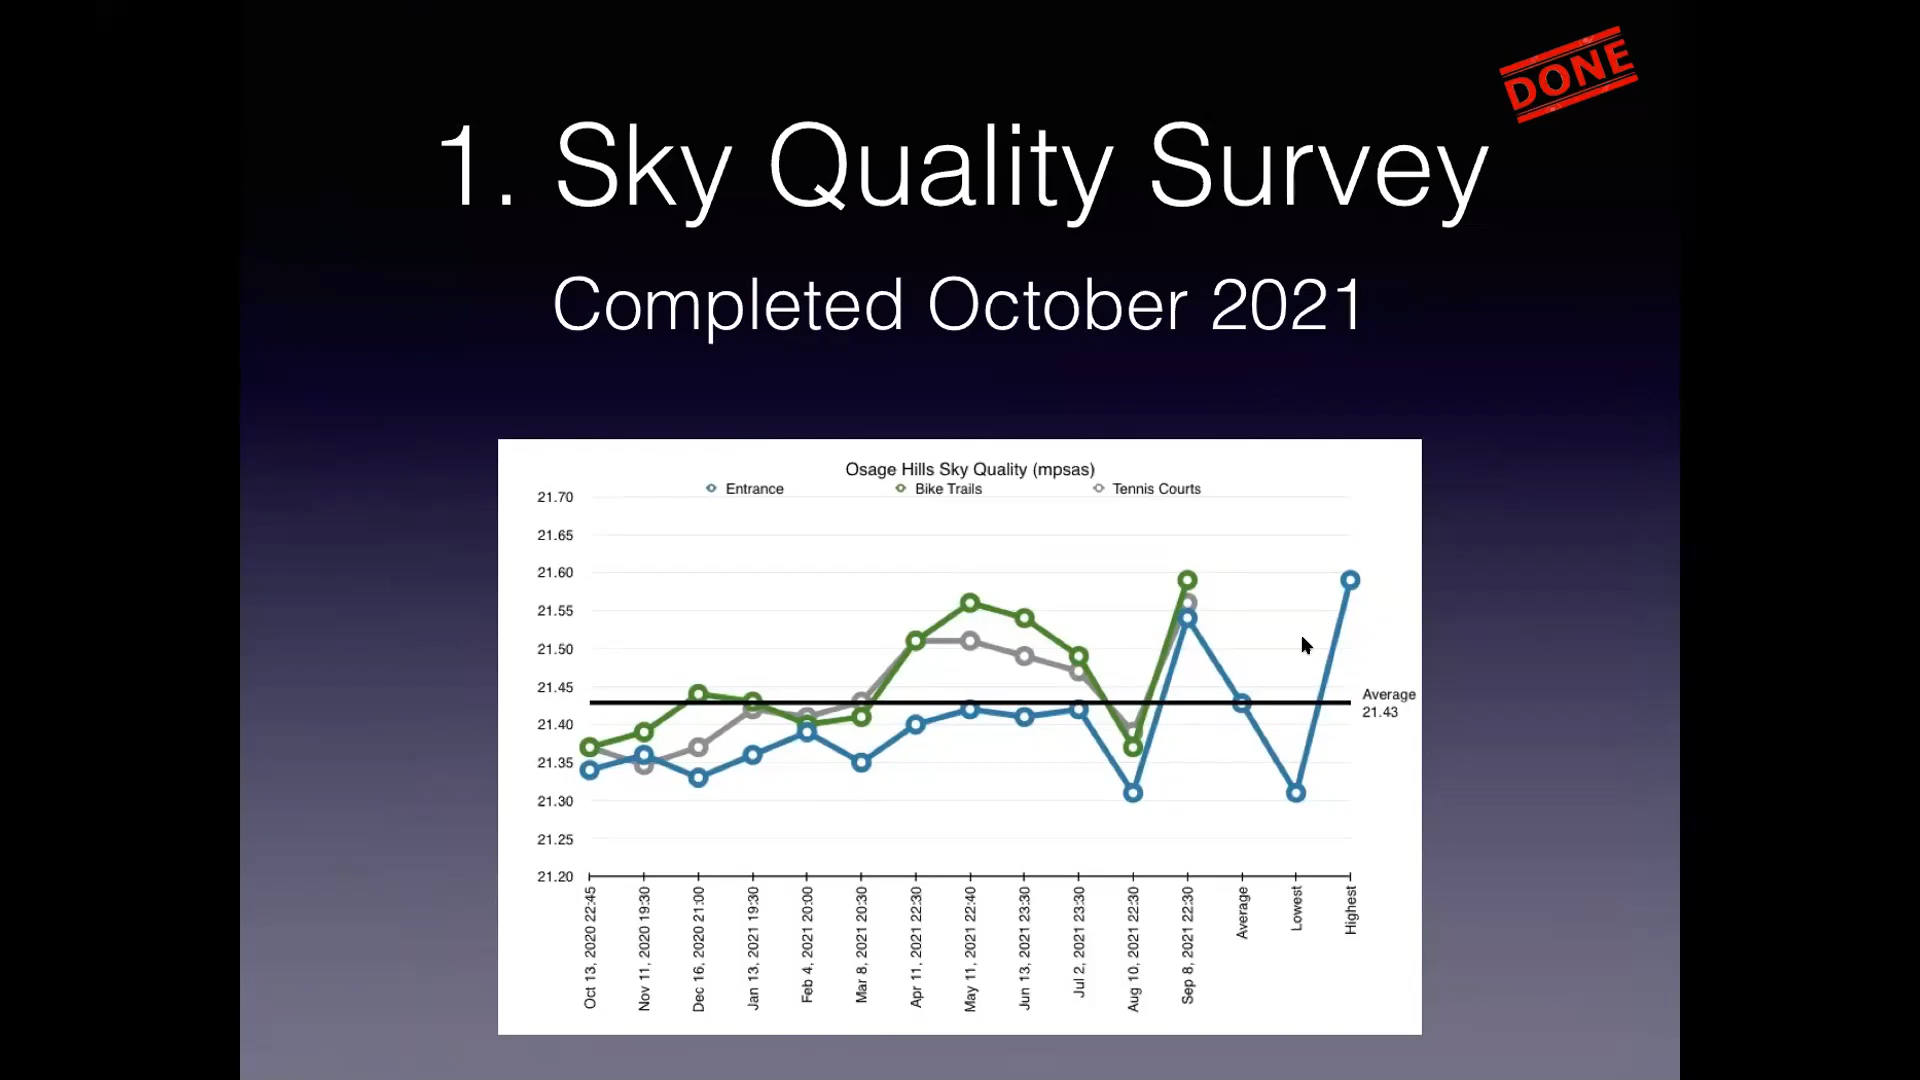 DONE
1. Sky Quality Survey
Completed October 2021
Osage Hills Sky Quality (mpsas)
Entrance Bike Trails Tennis Courts
21.70
21.65
21.60
21.55
21.50
21.45
21.40
21.35
21.30
21.25
21.20
Average
21.43
Oct 13, 2020 22:45
Nov 11, 2020 19:30
Dec 16, 2020 21:00
Jan 13, 2021 19:30
Feb 4, 2021 20:00
Mar 8, 2021 20:30
Apr 11, 2021 22:30
May 11, 2021 22:40
Jun 13, 2021 23:30
Jul 2, 2021 23:30
Aug 10, 2021 22:30
Sep 8, 2021 22:30
Average
Lowest
Highest